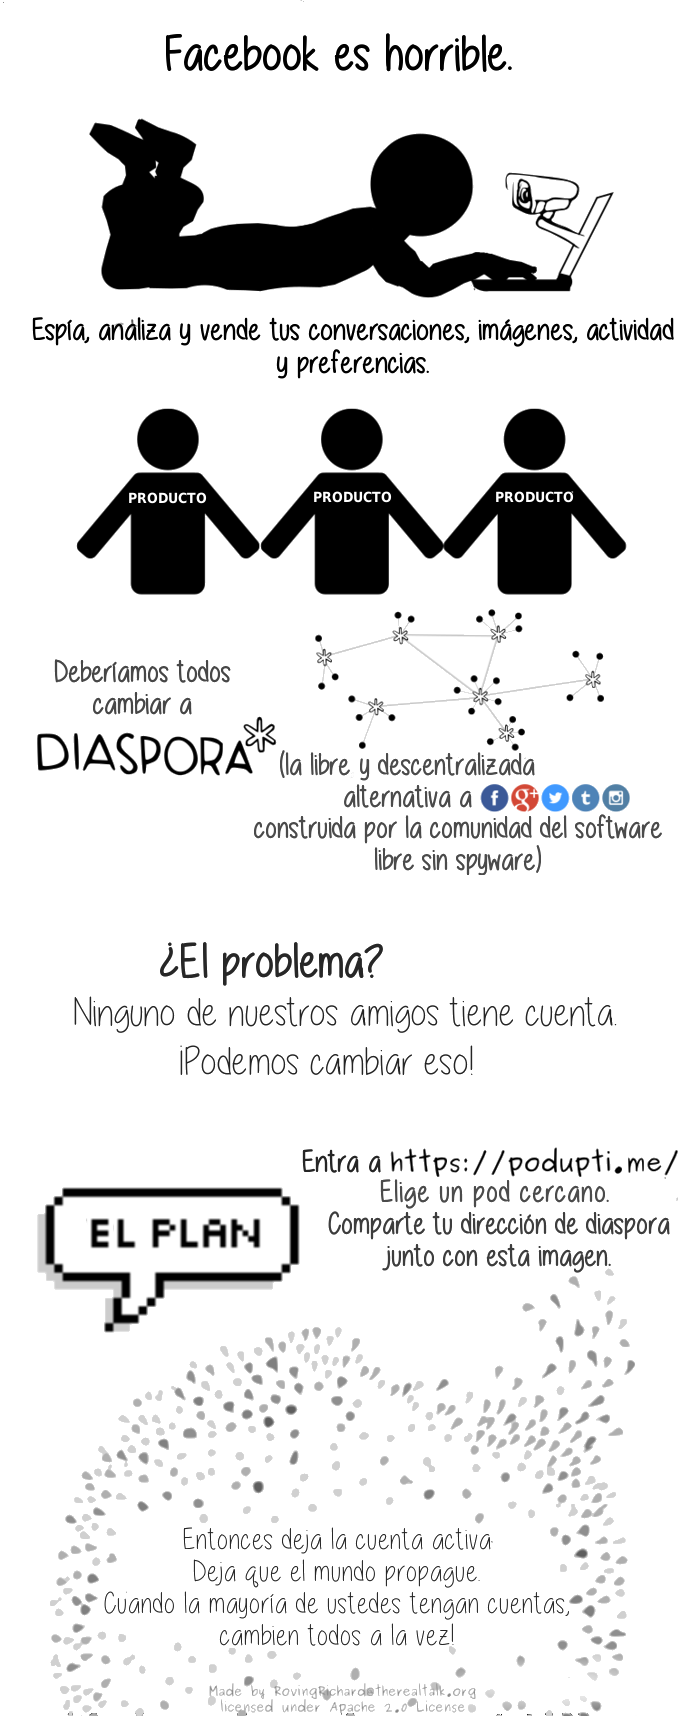 Facebook es horrible.
Espía, analiza y vende tus conversaciones, imágenes, actividad
y preferencias.
PRODUCTO PRODUCTO PRODUCTO
Deberíamos todos
cambiar a
DIASPORA*
(la libre y descentralizada
alternativa a f g+ t
construida por la comunidad del software
libre sin spyware)
¿El problema?
Ninguno de nuestros amigos tiene cuenta.
¡Podemos cambiar eso!
EL PLAN
Entra a https://podupti.me/
Elige un pod cercano.
Comparte tu dirección de diaspora
junto con esta imagen.
Entonces deja la cuenta activa
Deja que el mundo propague.
Cuando la mayoría de ustedes tengan cuentas,
cambien todos a la vez!
Made by RovingRichard@therealtalk.org
licensed under Apache 2.0 License